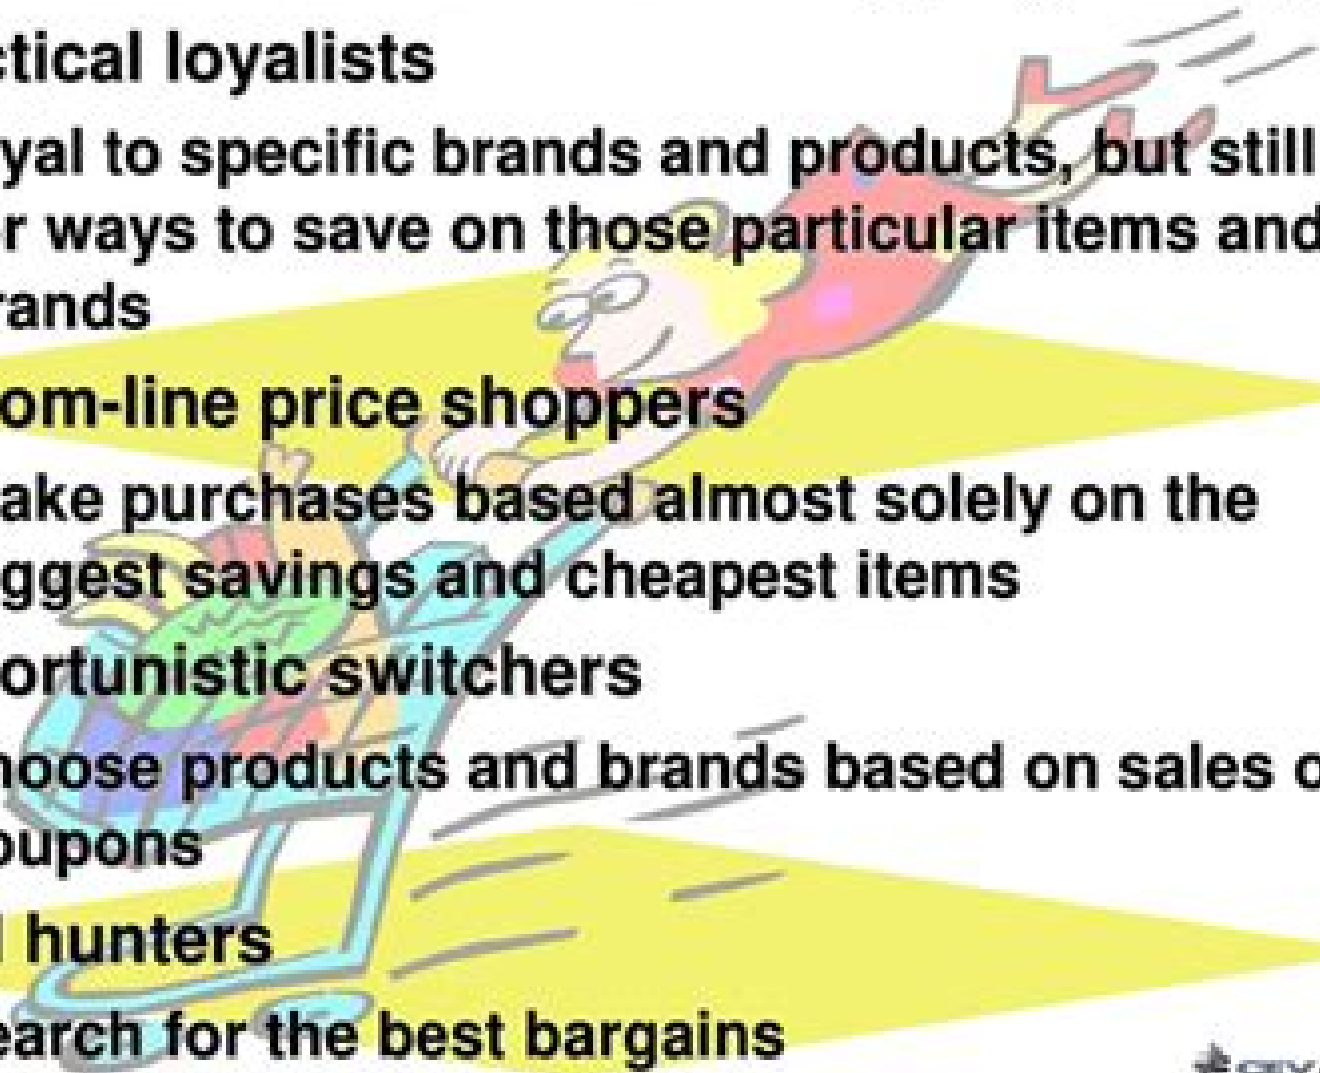 ctical loyalists
yal to specific brands and products, but still
r ways to save on those particular items and
rands
om-line price shoppers
ake purchases based almost solely on the
ggest savings and cheapest items
ortunistic switchers
hoose products and brands based on sales o
oupons
l hunters
earch for the best bargains